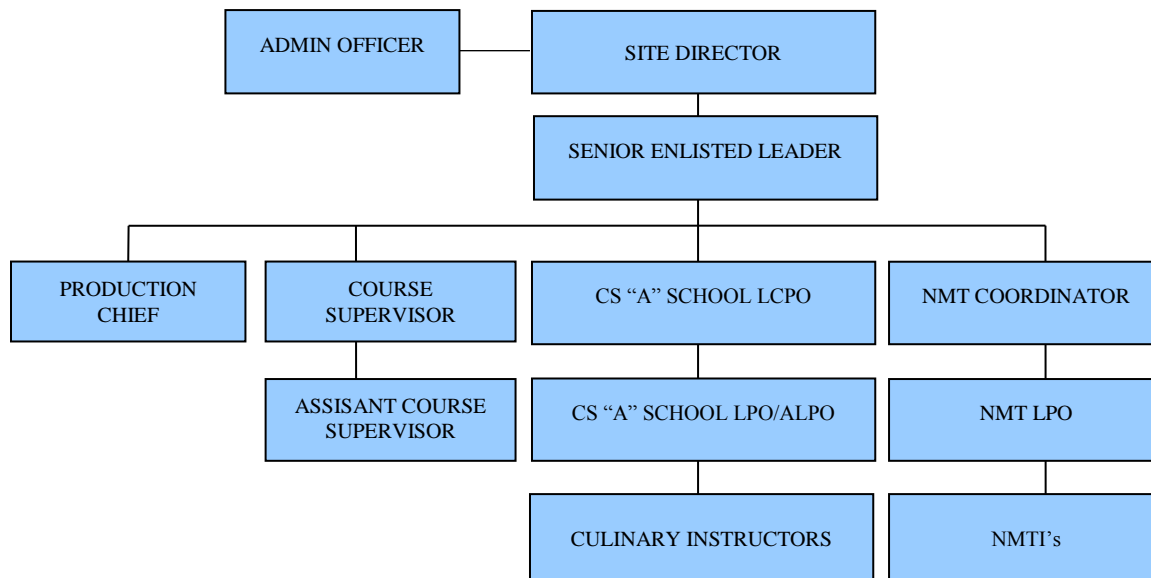 ADMIN OFFICER
SITE DIRECTOR
SENIOR ENLISTED LEADER
PRODUCTION
CHIEF
COURSE
SUPERVISOR
CS “A” SCHOOL LCPO
NMT COORDINATOR
ASSISANT COURSE
SUPERVISOR
CS “A” SCHOOL LPO/ALPO
NMT LPO
CULINARY INSTRUCTORS
NMTI’s